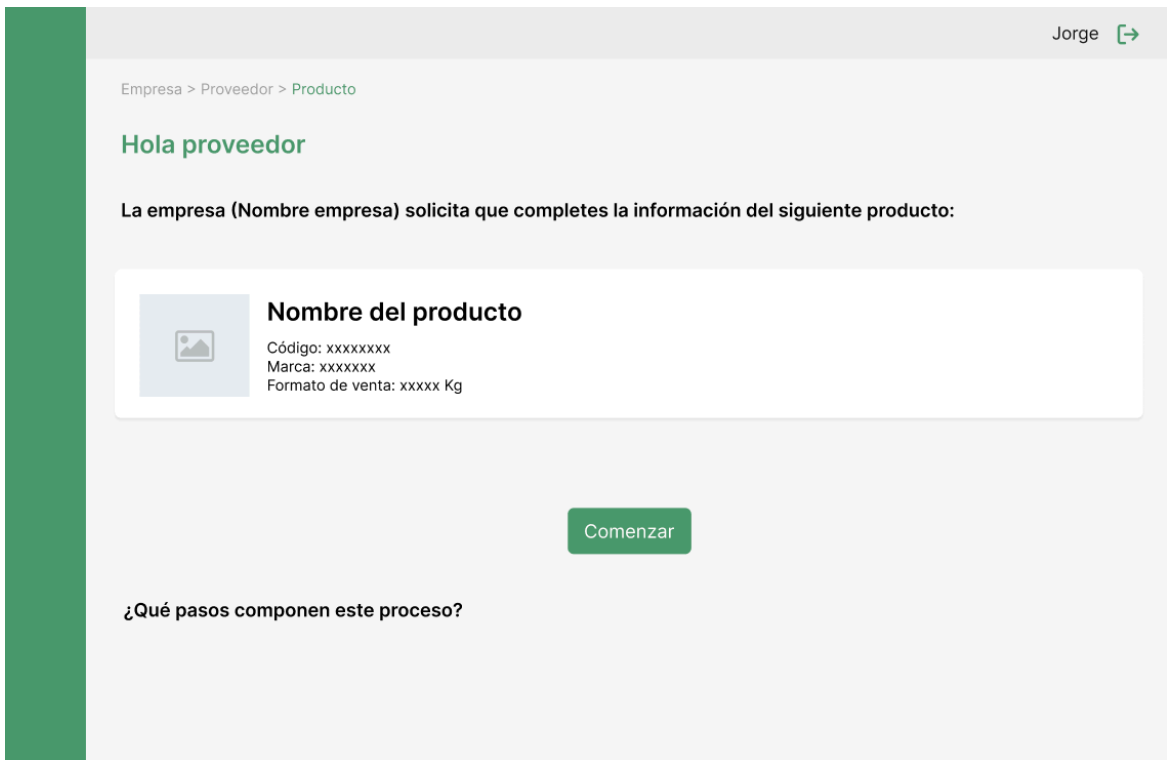 Jorge
Empresa > Proveedor > Producto
Hola proveedor
La empresa (Nombre empresa) solicita que completes la información del siguiente producto:
Nombre del producto
Código: xxxxxxxx
Marca: xxxxxxx
Formato de venta: xxxxx Kg
Comenzar
¿Qué pasos componen este proceso?